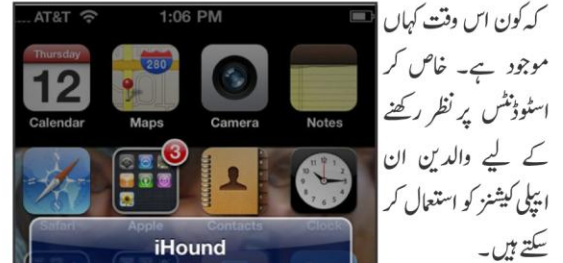 کہ کون اس وقت کہاں
موجود ہے۔ خاص کر
اسٹوڈنٹس پر نظر رکھنے
کے لیے والدین ان
ایپلی کیشنز کو استعمال کر
سکتے ہیں۔
AT&T 1:06 PM
Thursday
12
280
Calendar Maps Camera Notes
3
Safari Apple Contacts Clock
iHound